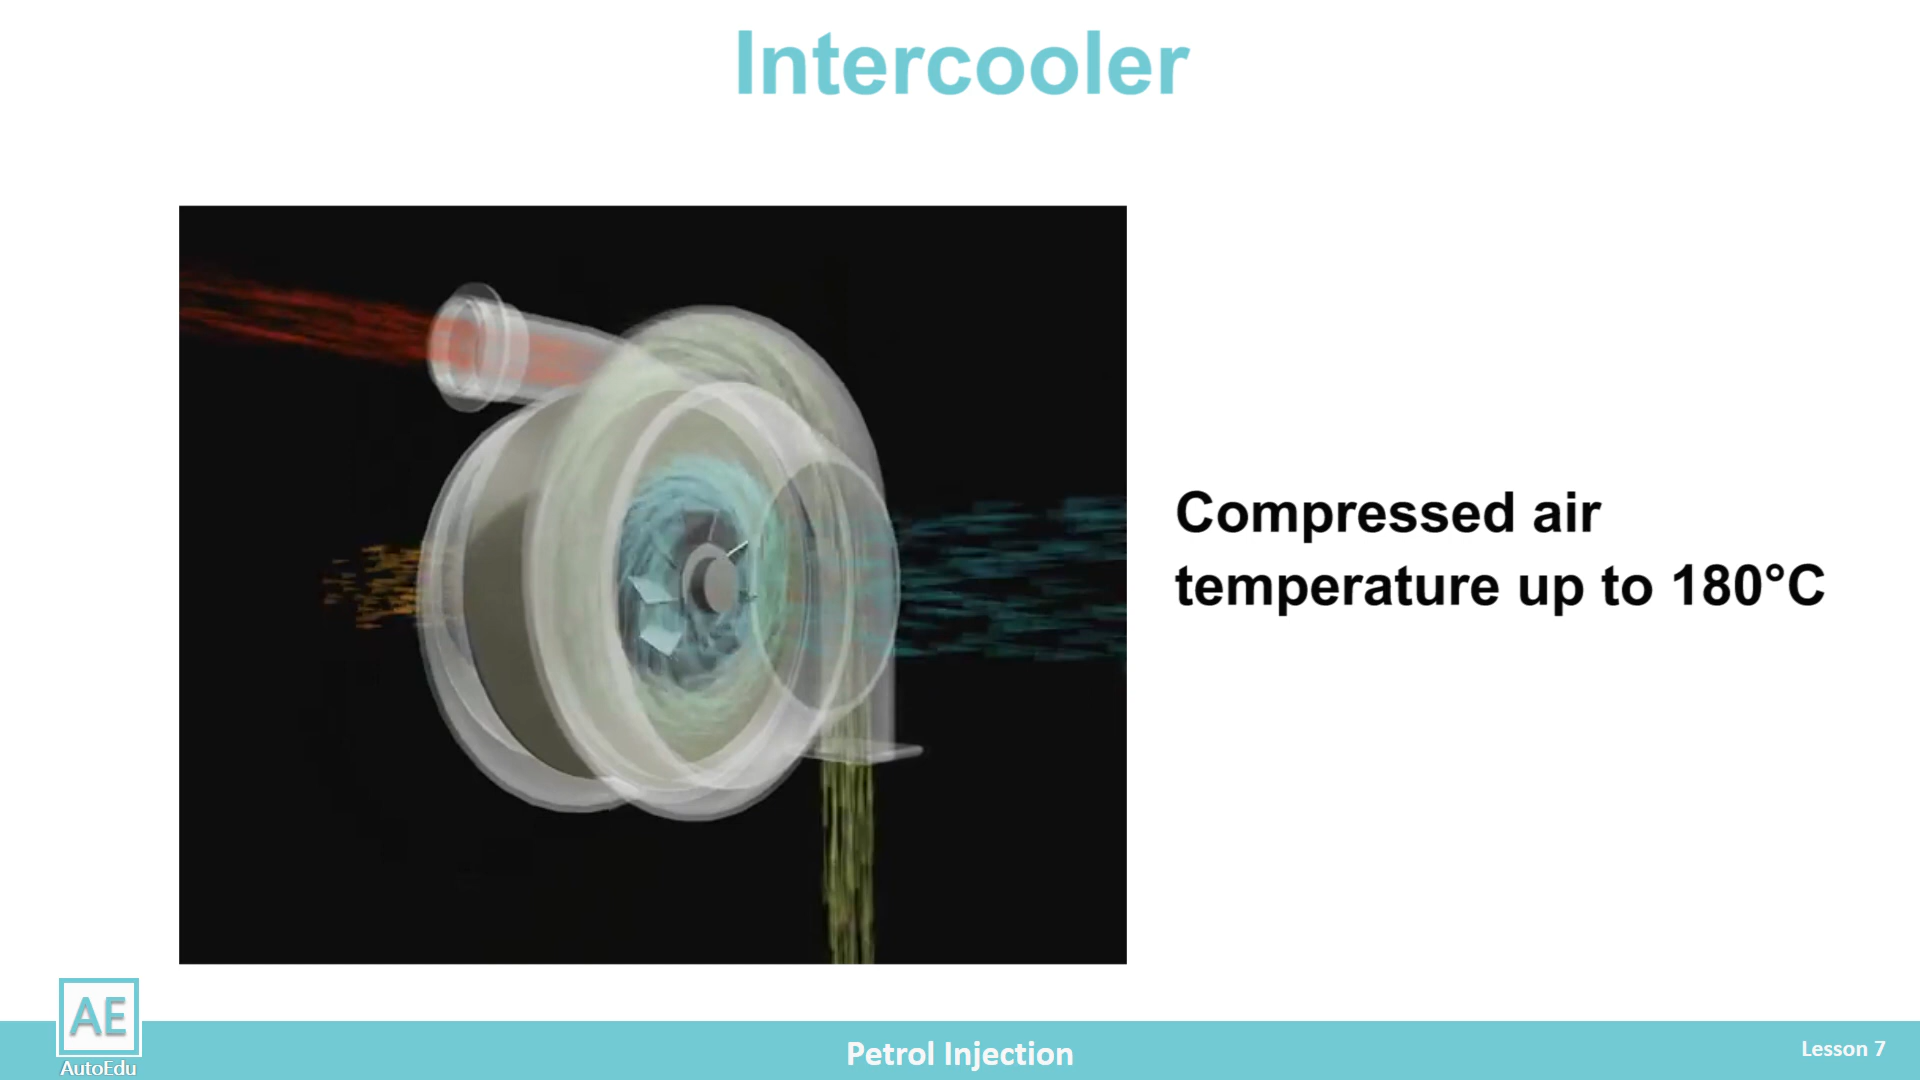 Intercooler
Compressed air
temperature up to 180°C
AE
AutoEdu
Petrol Injection
Lesson 7